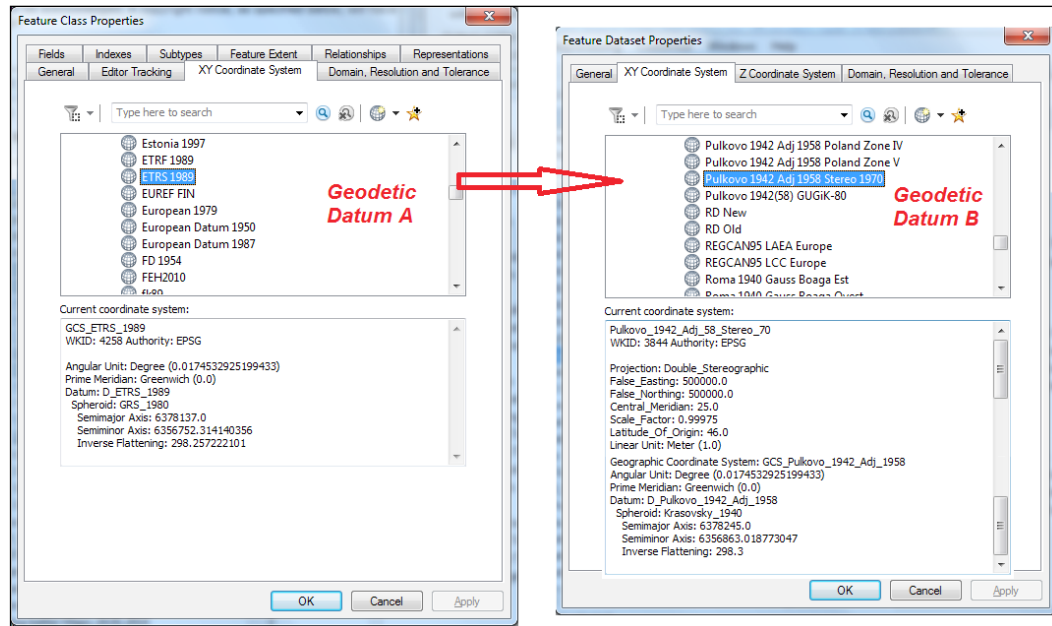 Feature Class Properties
Fields Indexes Subtypes Feature Extent Relationships Representations
General Editor Tracking XY Coordinate System Domain, Resolution and Tolerance
Type here to search
Estonia 1997
ETRF 1989
ETRS 1989
EUREF FIN
European 1979
European Datum 1950
European Datum 1987
FD 1954
FEH2010
Geodetic
Datum A
Current coordinate system:
GCS_ETRS_1989
WKID: 4258 Authority: EPSG
Angular Unit: Degree (0.0174532925199433)
Prime Meridian: Greenwich (0.0)
Datum: D_ETRS_1989
Spheroid: GRS_1980
Semimajor Axis: 6378137.0
Semiminor Axis: 6356752.314140356
Inverse Flattening: 298.257222101
OK Cancel Apply
Feature Dataset Properties
General XY Coordinate System Z Coordinate System Domain, Resolution and Tolerance
Type here to search
Pulkovo 1942 Adj 1958 Poland Zone IV
Pulkovo 1942 Adj 1958 Poland Zone V
Pulkovo 1942 Adj 1958 Stereo 1970
Pulkovo 1942(58) GUGiK-80
RD New
RD Old
REGCAN95 LAEA Europe
REGCAN95 LCC Europe
Roma 1940 Gauss Boaga Est
Roma 1940 Gauss Boaga Ovest
Geodetic
Datum B
Current coordinate system:
Pulkovo_1942_Adj_58_Stereo_70
WKID: 3844 Authority: EPSG
Projection: Double_Stereographic
False_Easting: 500000.0
False_Northing: 500000.0
Central_Meridian: 25.0
Scale_Factor: 0.99975
Latitude_Of_Origin: 46.0
Linear Unit: Meter (1.0)
Geographic Coordinate System: GCS_Pulkovo_1942_Adj_1958
Angular Unit: Degree (0.0174532925199433)
Prime Meridian: Greenwich (0.0)
Datum: D_Pulkovo_1942_Adj_1958
Spheroid: Krasovsky_1940
Semimajor Axis: 6378245.0
Semiminor Axis: 6356863.018773047
Inverse Flattening: 298.3
OK Cancel Apply